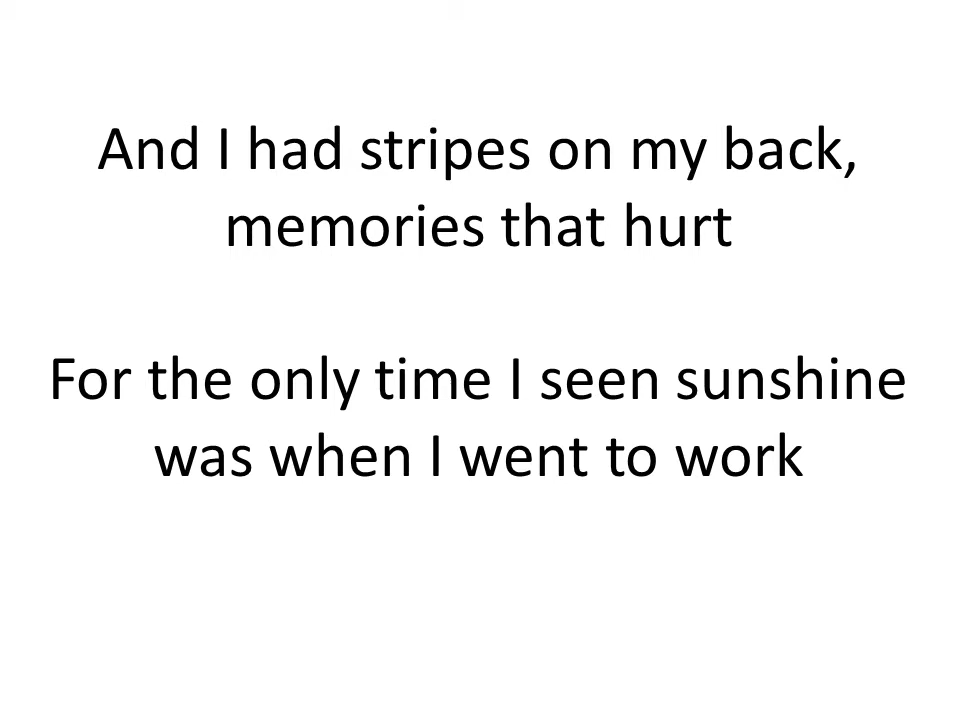 And I had stripes on my back,
memories that hurt
For the only time I seen sunshine
was when I went to work